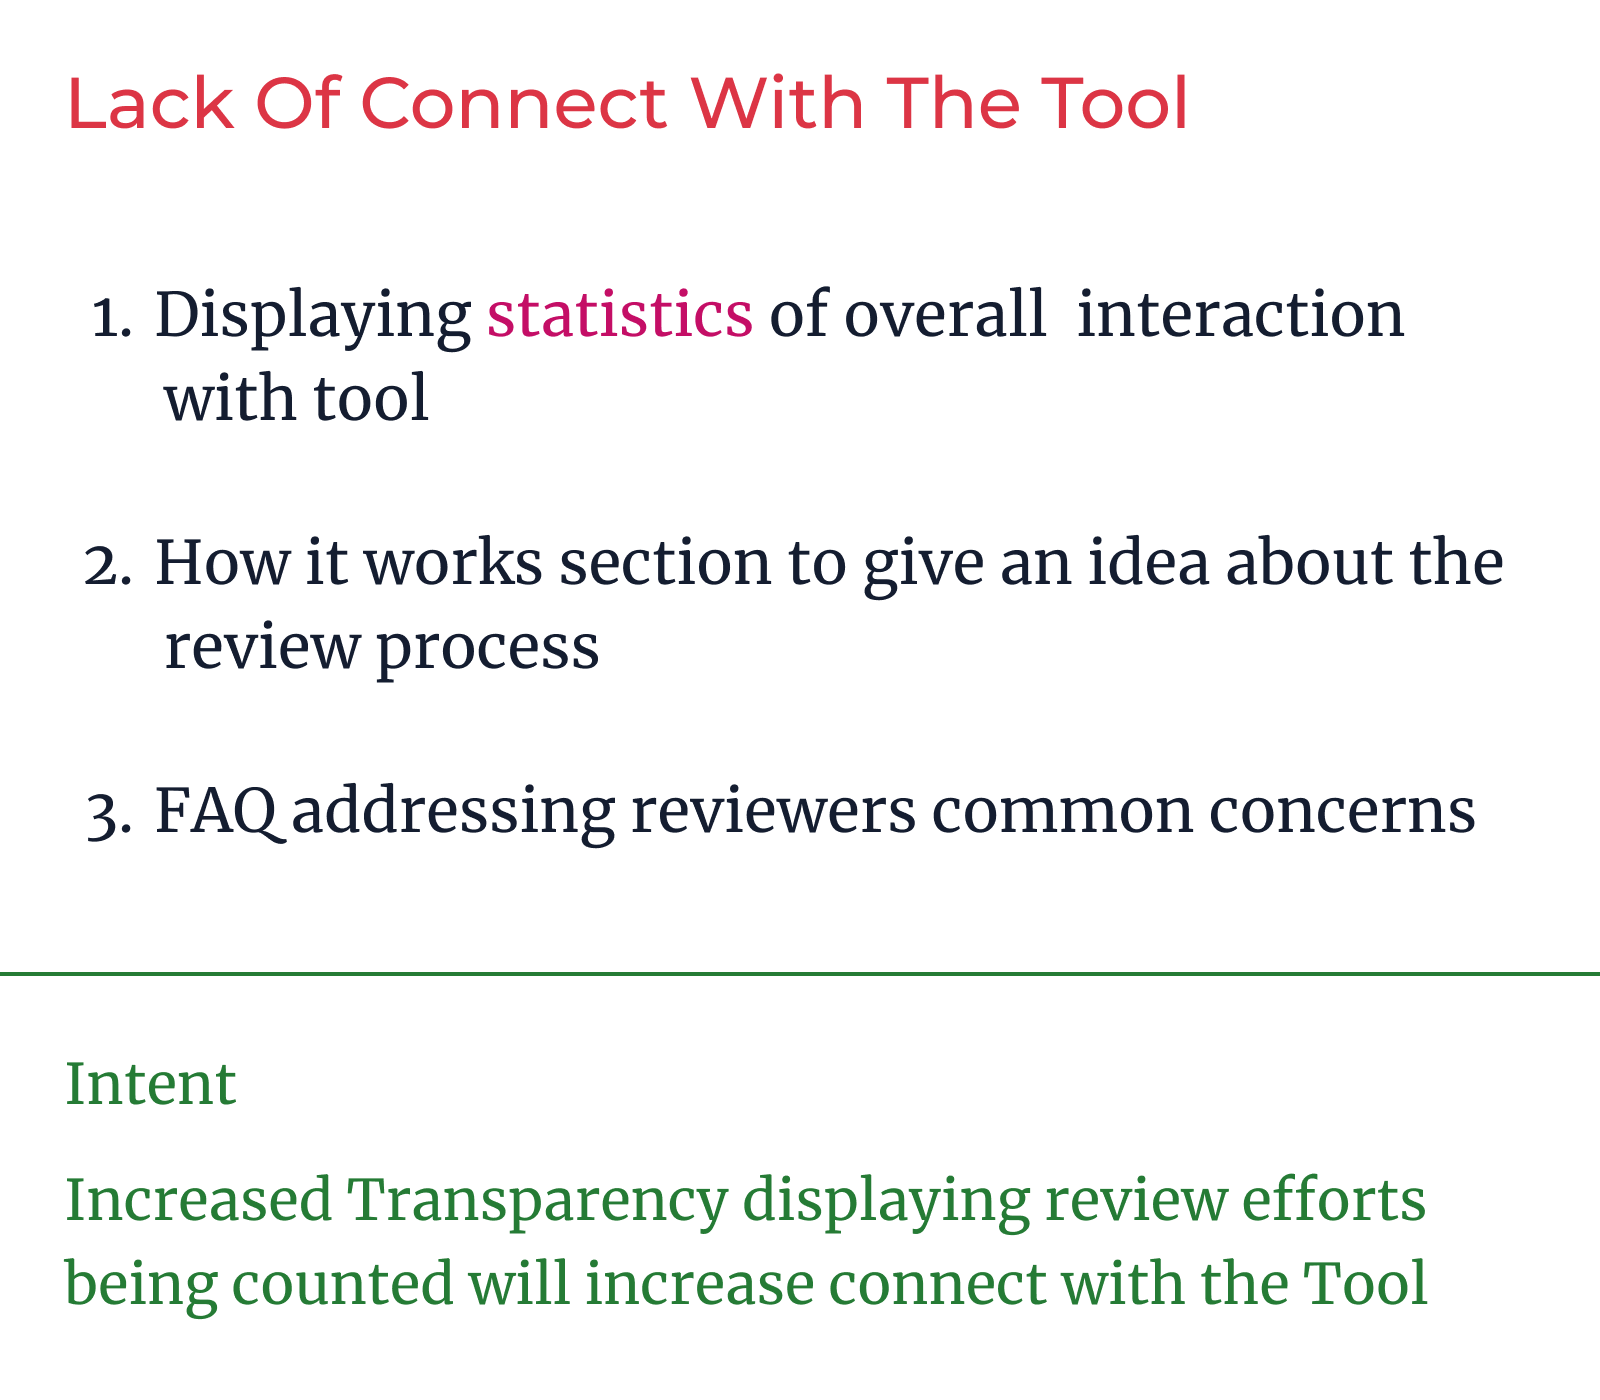 Lack Of Connect With The Tool
1. Displaying statistics of overall  interaction
with tool
2. How it works section to give an idea about the
review process
3. FAQ addressing reviewers common concerns
Intent
Increased Transparency displaying review efforts
being counted will increase connect with the Tool